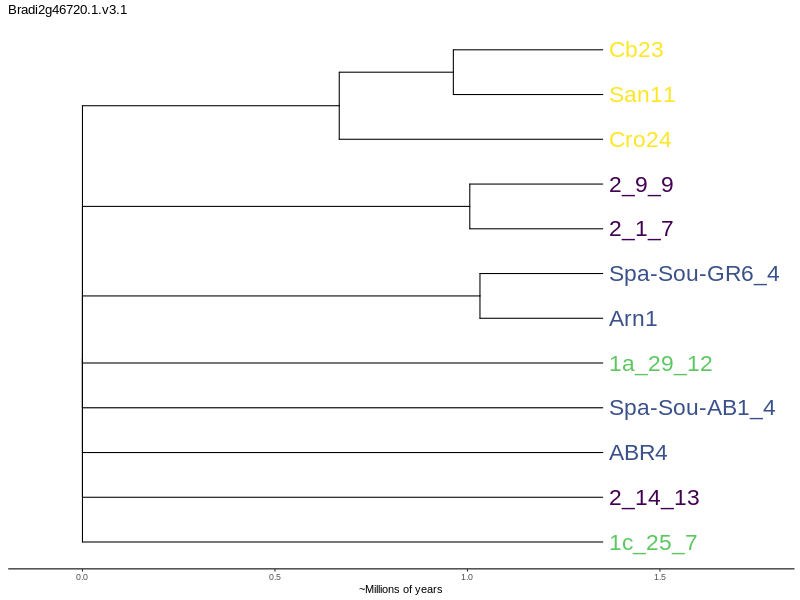 Bradi2g46720.1.v3.1
Cb23
San11
Cro24
2_9_9
2_1_7
Spa-Sou-GR6_4
Arn1
1a_29_12
Spa-Sou-AB1_4
ABR4
2_14_13
1c_25_7
0.0 0.5 1.0 1.5
~Millions of years